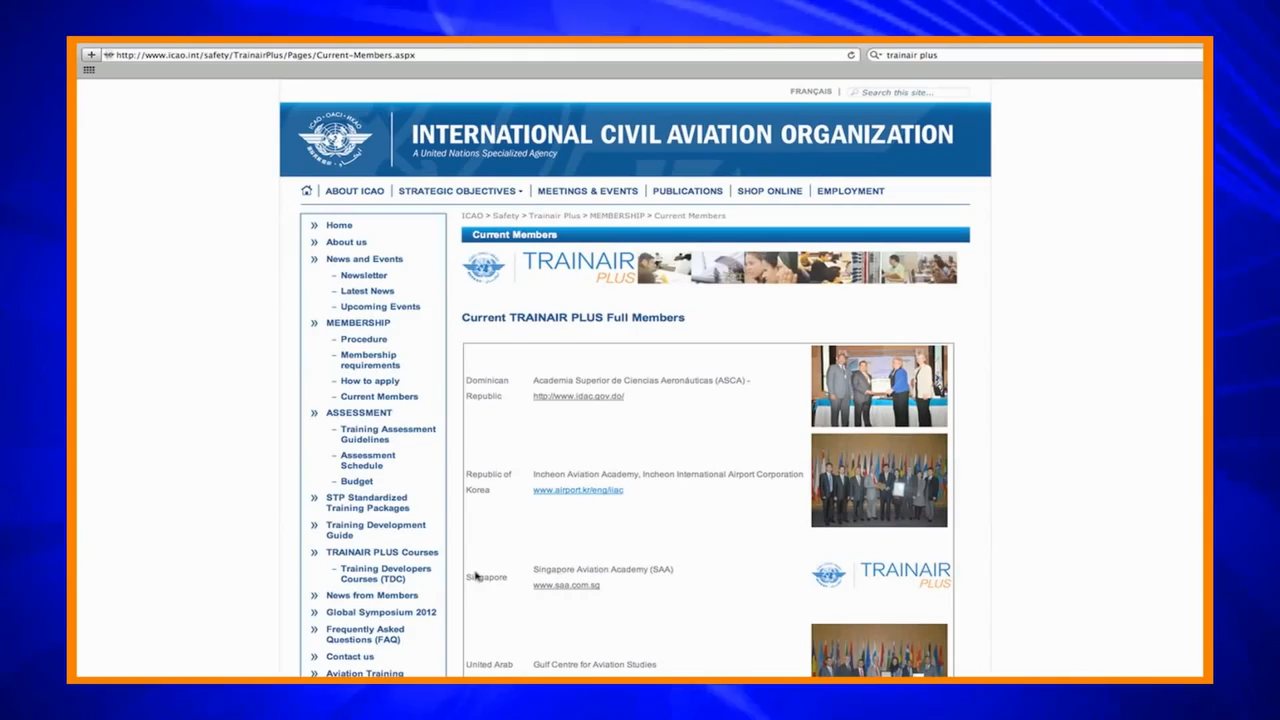 http://www.icao.int/safety/TrainairPlus/Pages/Current-Members.aspx
trainair plus
FRANÇAIS |
Search this site...
INTERNATIONAL CIVIL AVIATION ORGANIZATION
A United Nations Specialized Agency
ABOUT ICAO | STRATEGIC OBJECTIVES | MEETINGS & EVENTS | PUBLICATIONS | SHOP ONLINE | EMPLOYMENT
» Home
» About us
» News and Events
– Newsletter
– Latest News
– Upcoming Events
» MEMBERSHIP
– Procedure
– Membership
requirements
– How to apply
– Current Members
» ASSESSMENT
– Training Assessment
Guidelines
– Assessment
Schedule
– Budget
» STP Standardized
Training Packages
» Training Development
Guide
» TRAINAIR PLUS Courses
– Training Developers
Courses (TDC)
» News from Members
» Global Symposium 2012
» Frequently Asked
Questions (FAQ)
» Contact us
» Aviation Training
ICAO > Safety > Trainair Plus > MEMBERSHIP > Current Members
Current Members
TRAINAIR
PLUS
Current TRAINAIR PLUS Full Members
Dominican
Republic
Academia Superior de Ciencias Aeronáuticas (ASCA) -
http://www.idac.gov.do/
Republic of
Korea
Incheon Aviation Academy, Incheon International Airport Corporation
www.airport.kr/eng/iiac
Singapore
Singapore Aviation Academy (SAA)
www.saa.com.sg
TRAINAIR
PLUS
United Arab
Gulf Centre for Aviation Studies